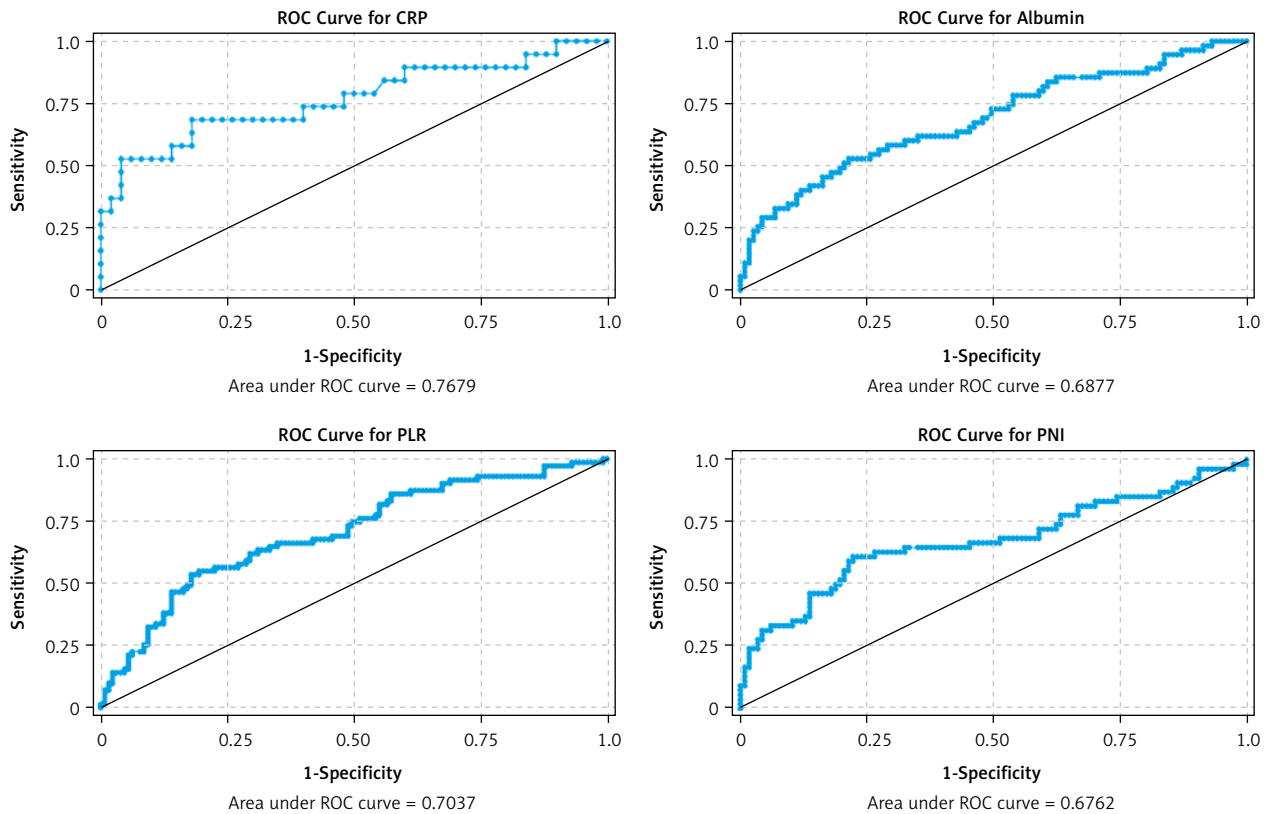 ROC Curve for CRP
1.0
0.75
0.50
0.25
0
Sensitivity
0 0.25 0.50 0.75 1.0
1-Specificity
Area under ROC curve = 0.7679
ROC Curve for Albumin
1.0
0.75
0.50
0.25
0
Sensitivity
0 0.25 0.50 0.75 1.0
1-Specificity
Area under ROC curve = 0.6877
ROC Curve for PLR
1.0
0.75
0.50
0.25
0
Sensitivity
0 0.25 0.50 0.75 1.0
1-Specificity
Area under ROC curve = 0.7037
ROC Curve for PNI
1.0
0.75
0.50
0.25
0
Sensitivity
0 0.25 0.50 0.75 1.0
1-Specificity
Area under ROC curve = 0.6762